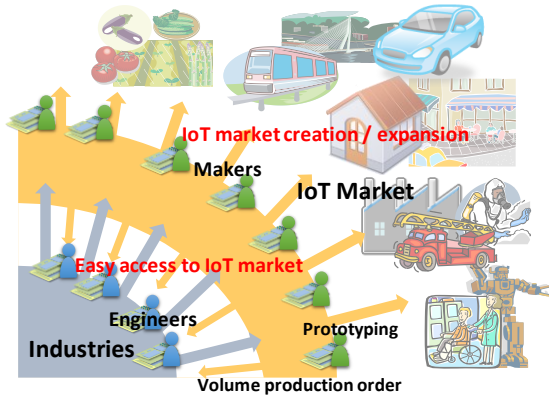 IoT market creation / expansion
Makers
IoT Market
Easy access to IoT market
Engineers
Prototyping
Industries
Volume production order